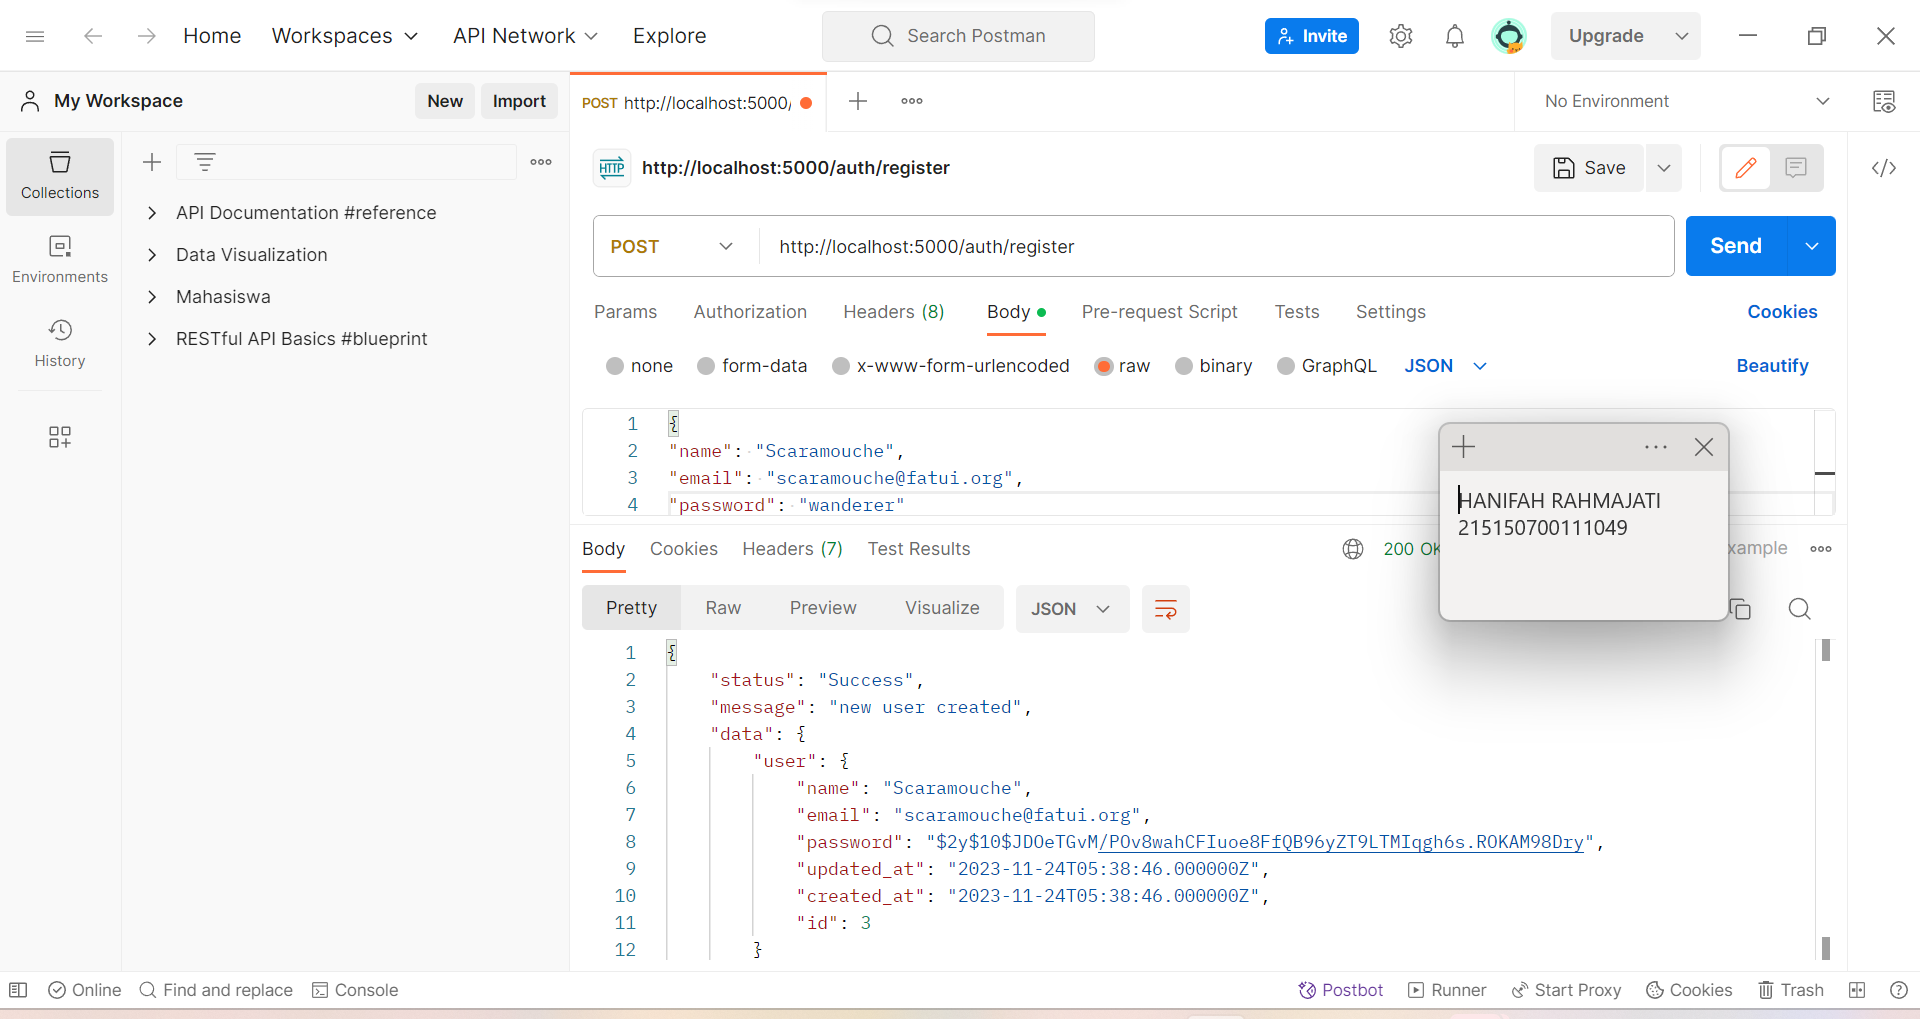 Home Workspaces API Network Explore Search Postman Invite Upgrade
My Workspace New Import POST http://localhost:5000/ No Environment
Collections
Environments
History
API Documentation #reference
Data Visualization
Mahasiswa
RESTful API Basics #blueprint
HTTP http://localhost:5000/auth/register Save
POST http://localhost:5000/auth/register Send
Params Authorization Headers (8) Body Pre-request Script Tests Settings Cookies
none form-data x-www-form-urlencoded raw binary GraphQL JSON Beautify
1 {
2 "name": "Scaramouche",
3 "email": "scaramouche@fatui.org",
4 "password": "wanderer"
HANIFAH RAHMAJATI
215150700111049
Body Cookies Headers (7) Test Results 200 OK xample
Pretty Raw Preview Visualize JSON
1 {
2 "status": "Success",
3 "message": "new user created",
4 "data": {
5 "user": {
6 "name": "Scaramouche",
7 "email": "scaramouche@fatui.org",
8 "password": "$2y$10$JDOeTGvM/POv8wahCFIuoe8FfQB96yZT9LTMIqgh6s.ROKAM98Dry",
9 "updated_at": "2023-11-24T05:38:46.000000Z",
10 "created_at": "2023-11-24T05:38:46.000000Z",
11 "id": 3
12 }
Online Find and replace Console Postbot Runner Start Proxy Cookies Trash